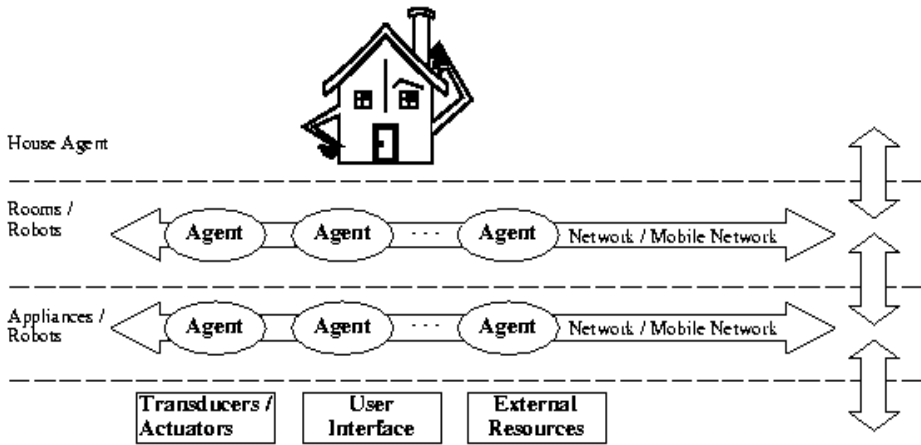 House Agent
Rooms /
Robots
Agent Agent ... Agent Network / Mobile Network
Appliances /
Robots
Agent Agent ... Agent Network / Mobile Network
Transducers /
Actuators
User
Interface
External
Resources